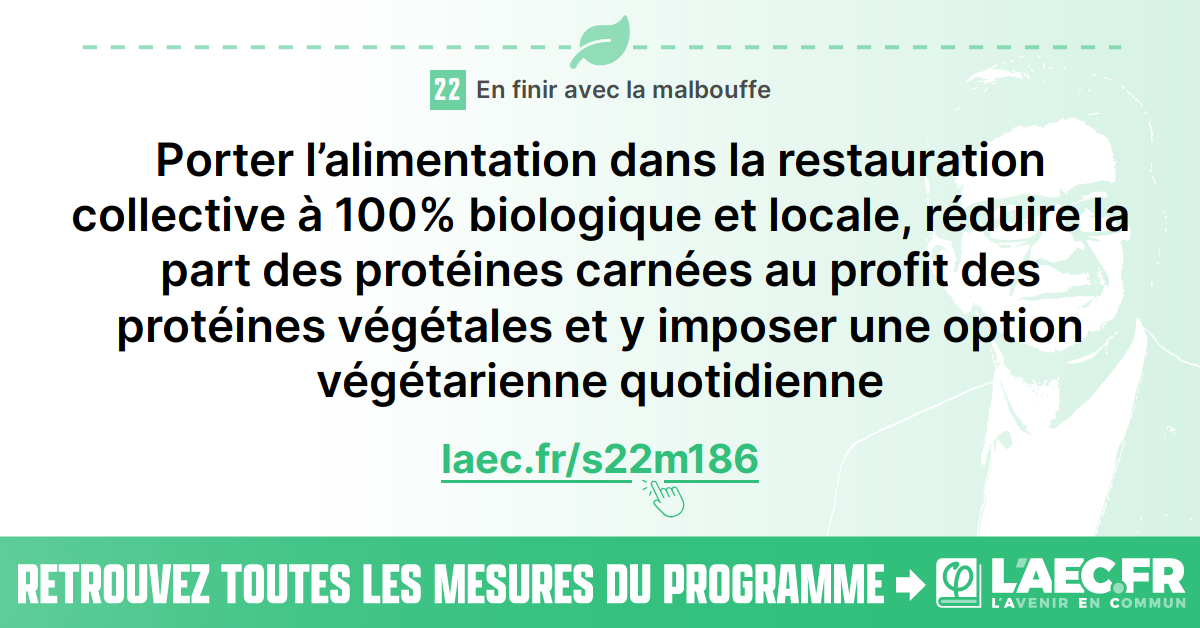 22 En finir avec la malbouffe
Porter l’alimentation dans la restauration
collective à 100% biologique et locale, réduire la
part des protéines carnées au profit des
protéines végétales et y imposer une option
végétarienne quotidienne
laec.fr/s22m186
RETROUVEZ TOUTES LES MESURES DU PROGRAMME
φ L'AEC.FR
L'AVENIR EN COMMUN